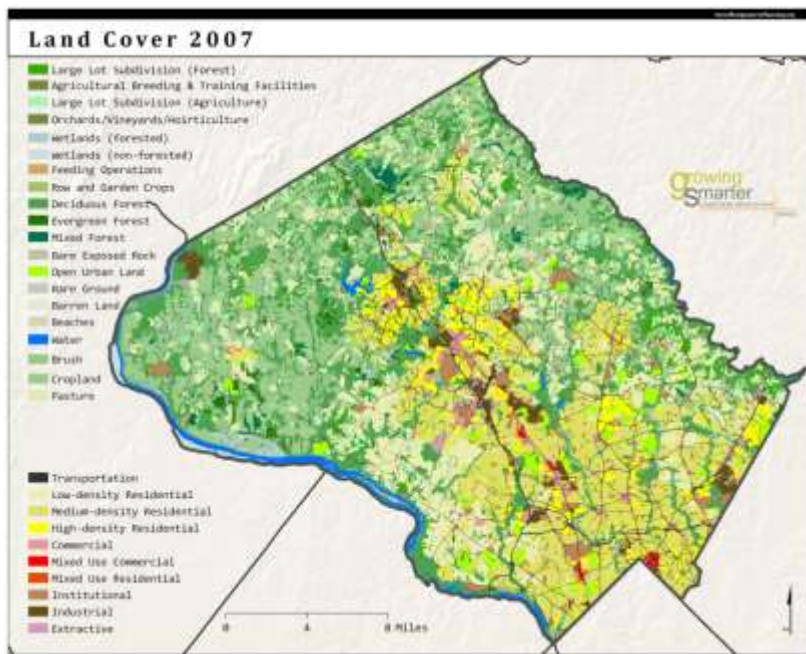 Land Cover 2007
Large Lot Subdivision (Forest)
Agricultural Breeding & Training Facilities
Large Lot Subdivision (Agriculture)
Orchards/Vineyards/Hoirticulture
Wetlands (forested)
Wetlands (non-forested)
Feeding Operations
Row and Garden Crops
Deciduous Forest
Evergreen Forest
Mixed Forest
Bare Exposed Rock
Open Urban Land
Bare Ground
Barren Land
Beaches
Water
Brush
Cropland
Pasture
growing
smarter
Transportation
Low-density Residential
Medium-density Residential
High-density Residential
Commercial
Mixed Use Commercial
Mixed Use Residential
Institutional
Industrial
Extractive
0 4 8 Miles